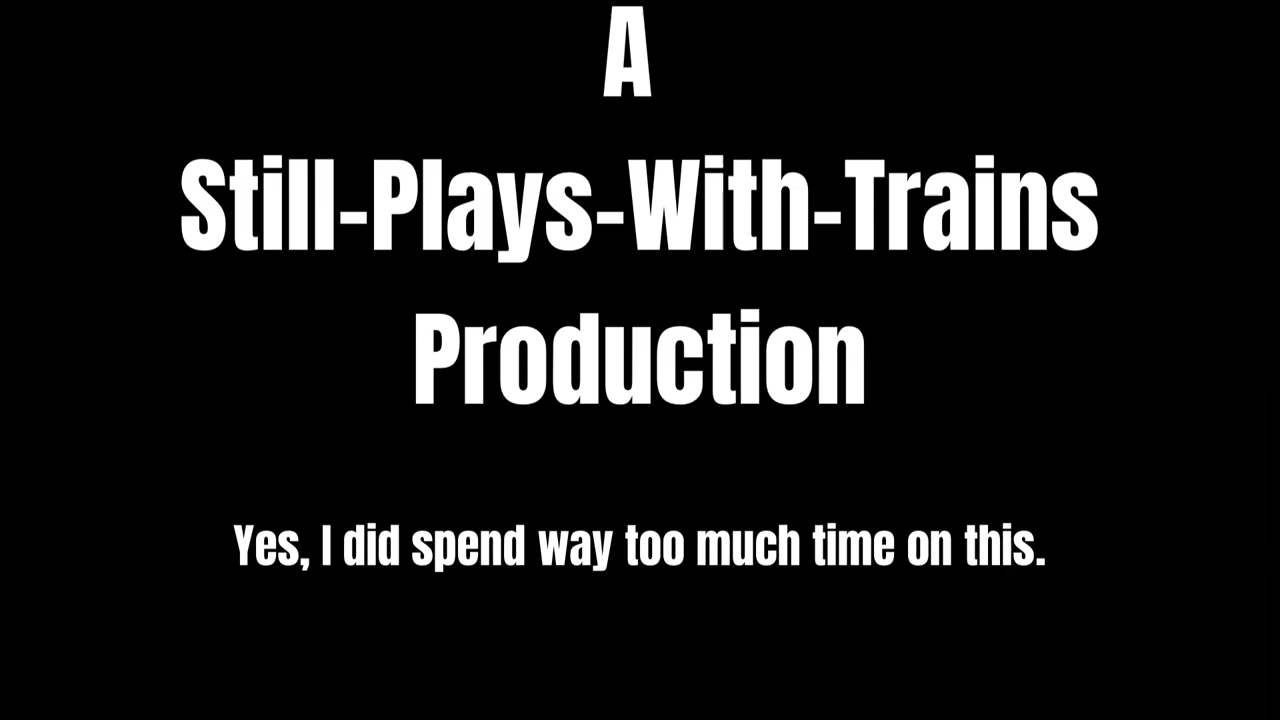 A
Still-Plays-With-Trains
Production
Yes, I did spend way too much time on this.